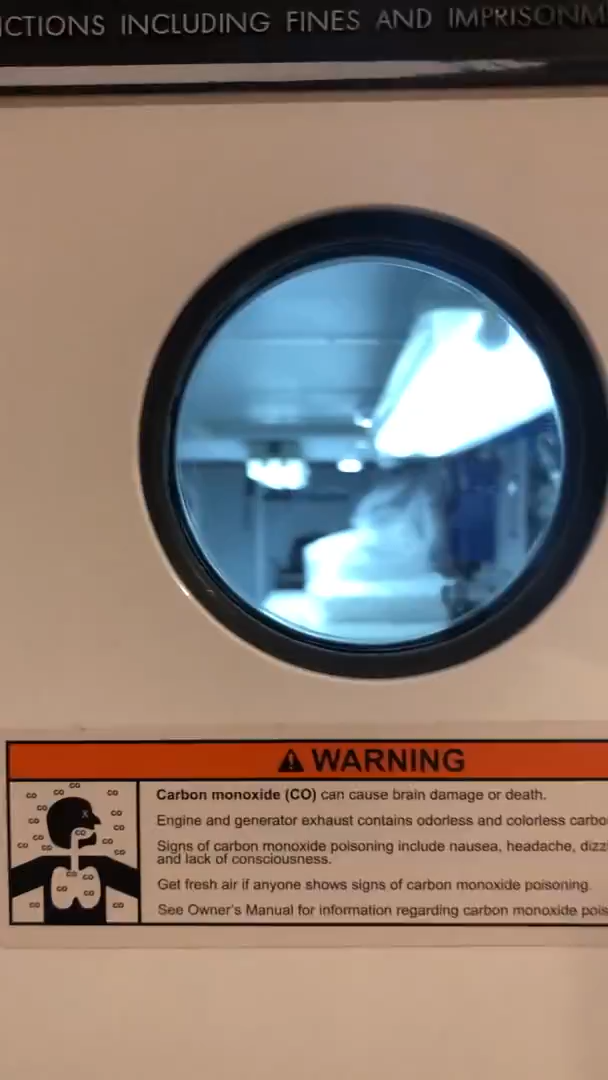 INCLUDING FINES AND
WARNING
Carbon monoxide (CO) can cause brain damage or death.
Engine and generator exhaust contains odorless and colorless
Signs of carbon monoxide poisoning include nausea, headache,
and lack of consciousness.
Get fresh air if anyone shows signs of carbon monoxide poisoning.
See Owner's Manual for information regarding carbon monoxide